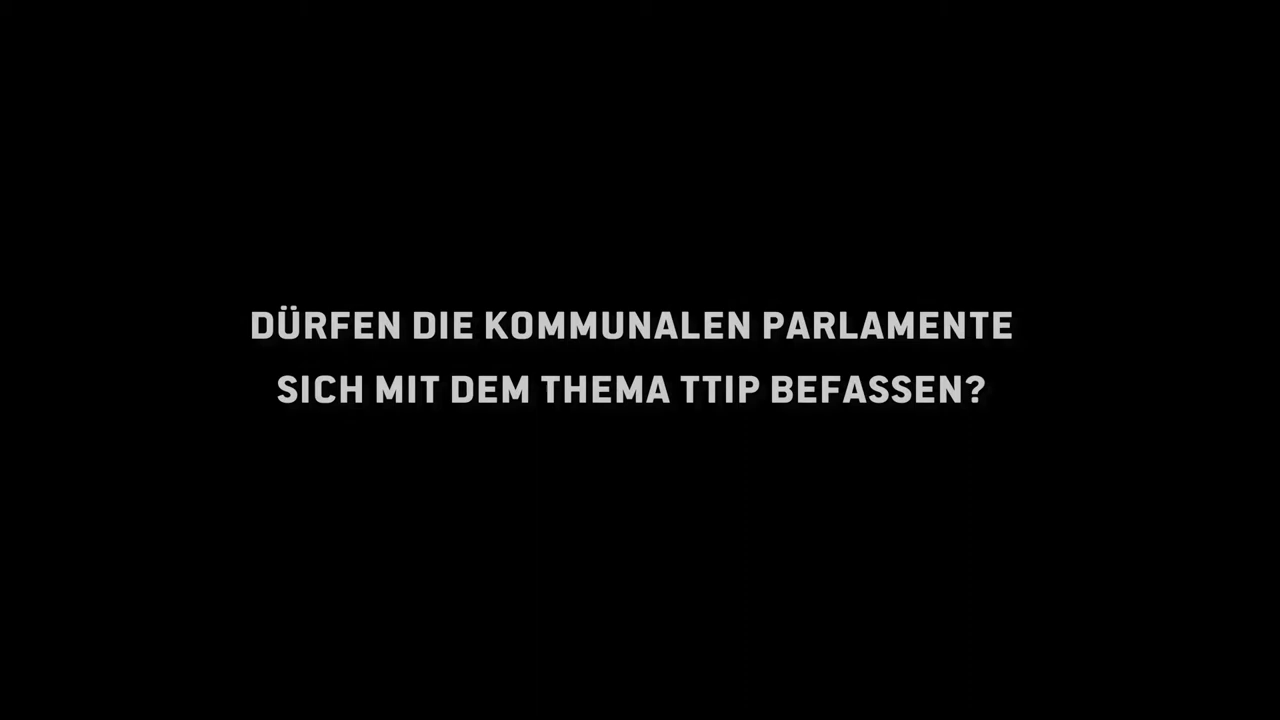 DÜRFEN DIE KOMMUNALEN PARLAMENTE
SICH MIT DEM THEMA TTIP BEFASSEN?